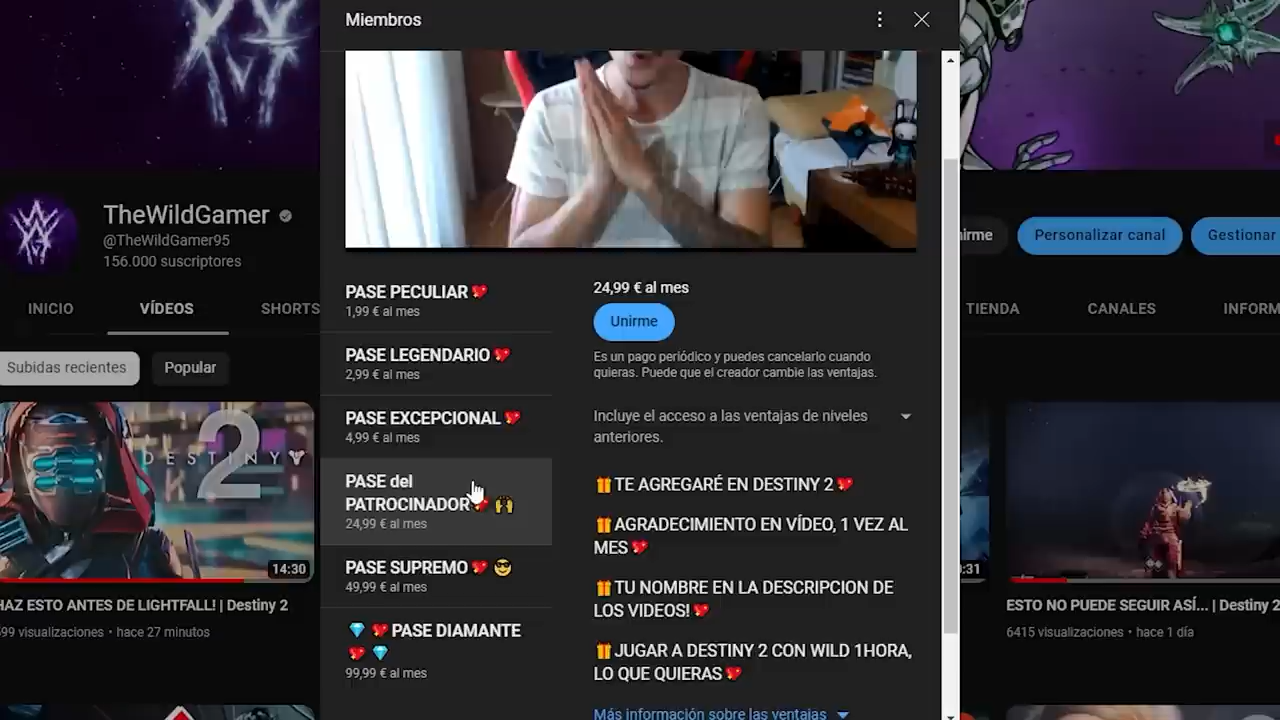 Miembros
TheWildGamer
@TheWildGamer95
156.000 suscriptores
INICIO
VÍDEOS
SHORTS
Subidas recientes
Popular
DESTINY
2
14:30
HAZ ESTO ANTES DE LIGHTFALL! | Destiny 2
599 visualizaciones • hace 27 minutos
PASE PECULIAR 💖
1,99 € al mes
PASE LEGENDARIO 💖
2,99 € al mes
PASE EXCEPCIONAL 💖
4,99 € al mes
PASE del
PATROCINADOR 💖 🙌
24,99 € al mes
PASE SUPREMO 💖 😎
49,99 € al mes
💎 💖 PASE DIAMANTE
💖 💎
99,99 € al mes
24,99 € al mes
Unirme
Es un pago periódico y puedes cancelarlo cuando
quieras. Puede que el creador cambie las ventajas.
Incluye el acceso a las ventajas de niveles
anteriores.
🎁TE AGREGARÉ EN DESTINY 2💖
🎁AGRADECIMIENTO EN VÍDEO, 1 VEZ AL
MES💖
🎁TU NOMBRE EN LA DESCRIPCION DE
LOS VIDEOS!💖
🎁JUGAR A DESTINY 2 CON WILD 1HORA,
LO QUE QUIERAS💖
Más información sobre las ventajas
irme
Personalizar canal
Gestionar
TIENDA
CANALES
INFORM
:31
ESTO NO PUEDE SEGUIR ASÍ... | Destiny 2
6415 visualizaciones • hace 1 día